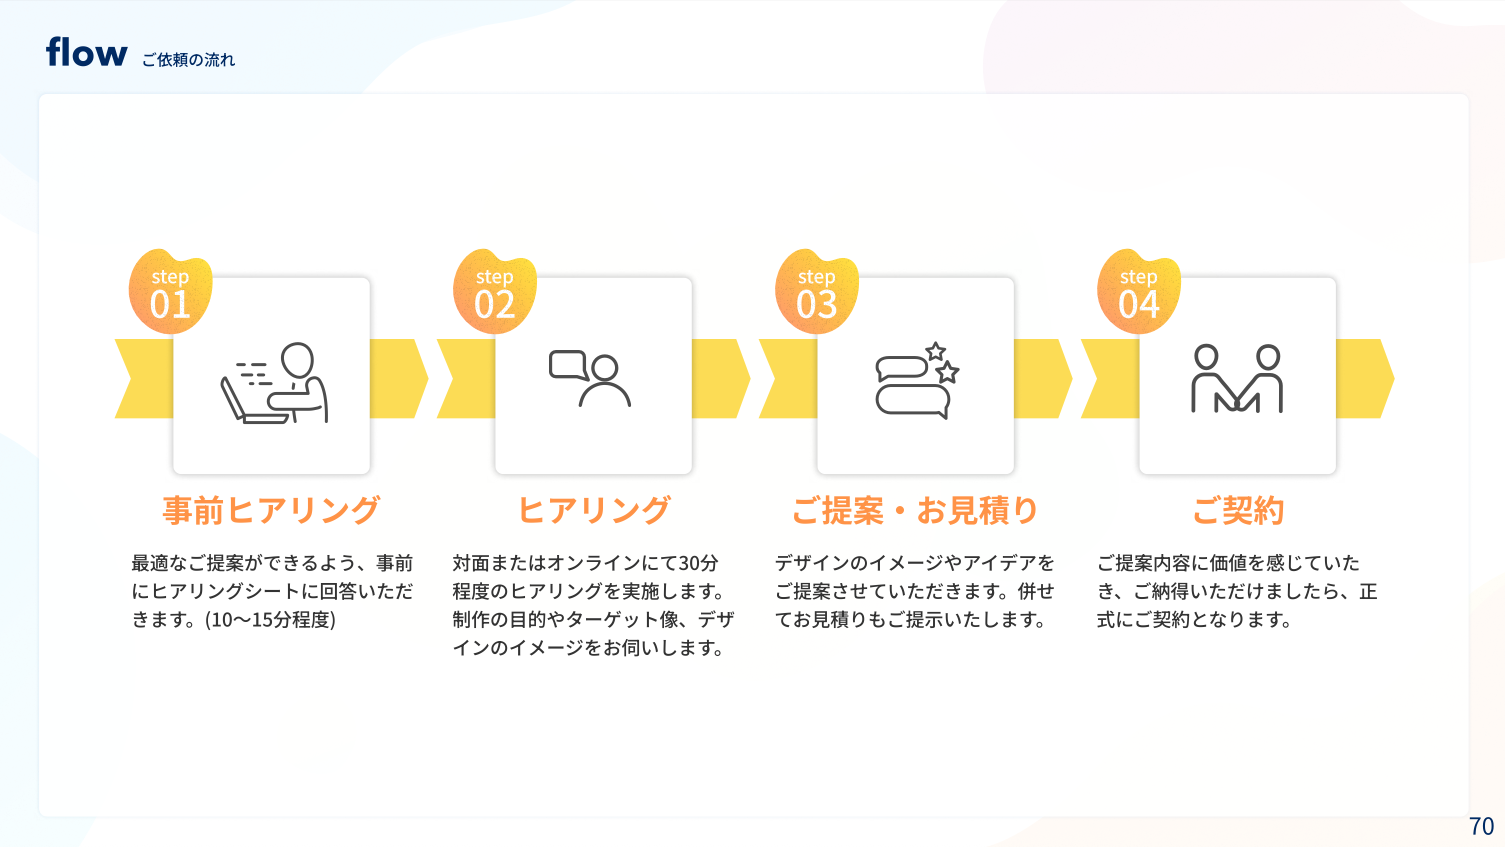 flow ご依頼の流れ
step
01
事前ヒアリング
最適なご提案ができるよう、事前
にヒアリングシートに回答いただ
きます。(10〜15分程度)
step
02
ヒアリング
対面またはオンラインにて30分
程度のヒアリングを実施します。
制作の目的やターゲット像、デザ
インのイメージをお伺いします。
step
03
ご提案・お見積り
デザインのイメージやアイデアを
ご提案させていただきます。併せ
てお見積りもご提示いたします。
step
04
ご契約
ご提案内容に価値を感じていた
き、ご納得いただけましたら、正
式にご契約となります。
70